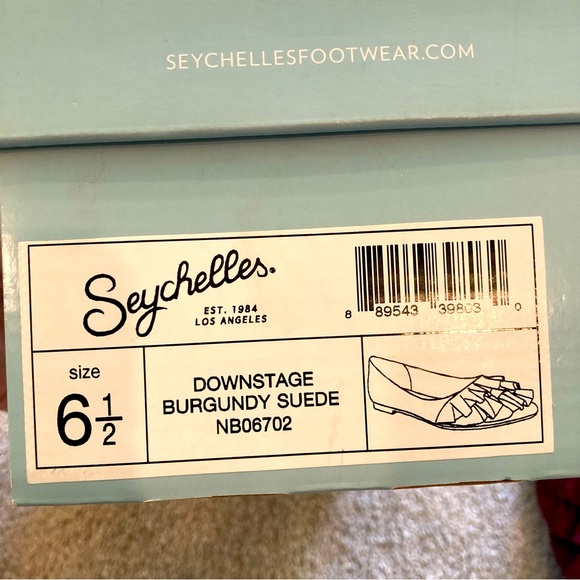 SEYCHELLESFOOTWEAR.COM
Seychelles®
EST. 1984
LOS ANGELES
8 89543 39803 0
size
6 1/2
DOWNSTAGE
BURGUNDY SUEDE
NB06702